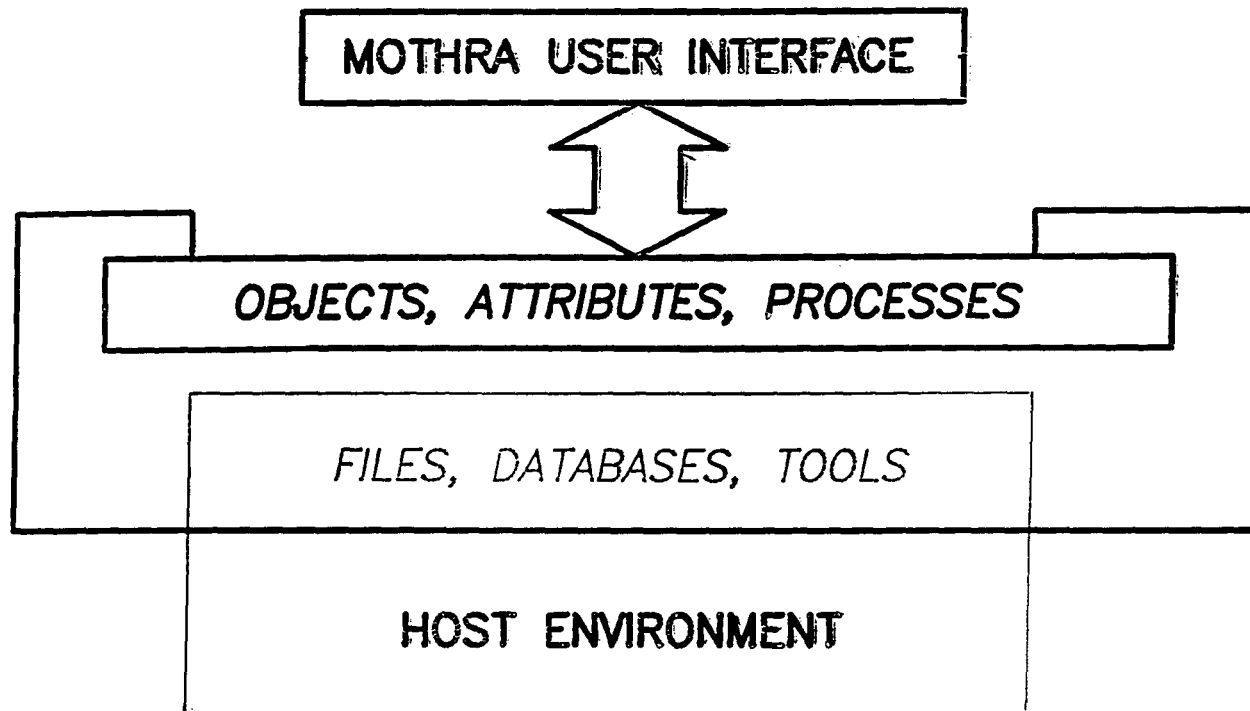 MOTHRA USER INTERFACE
OBJECTS, ATTRIBUTES, PROCESSES
FILES, DATABASES, TOOLS
HOST ENVIRONMENT